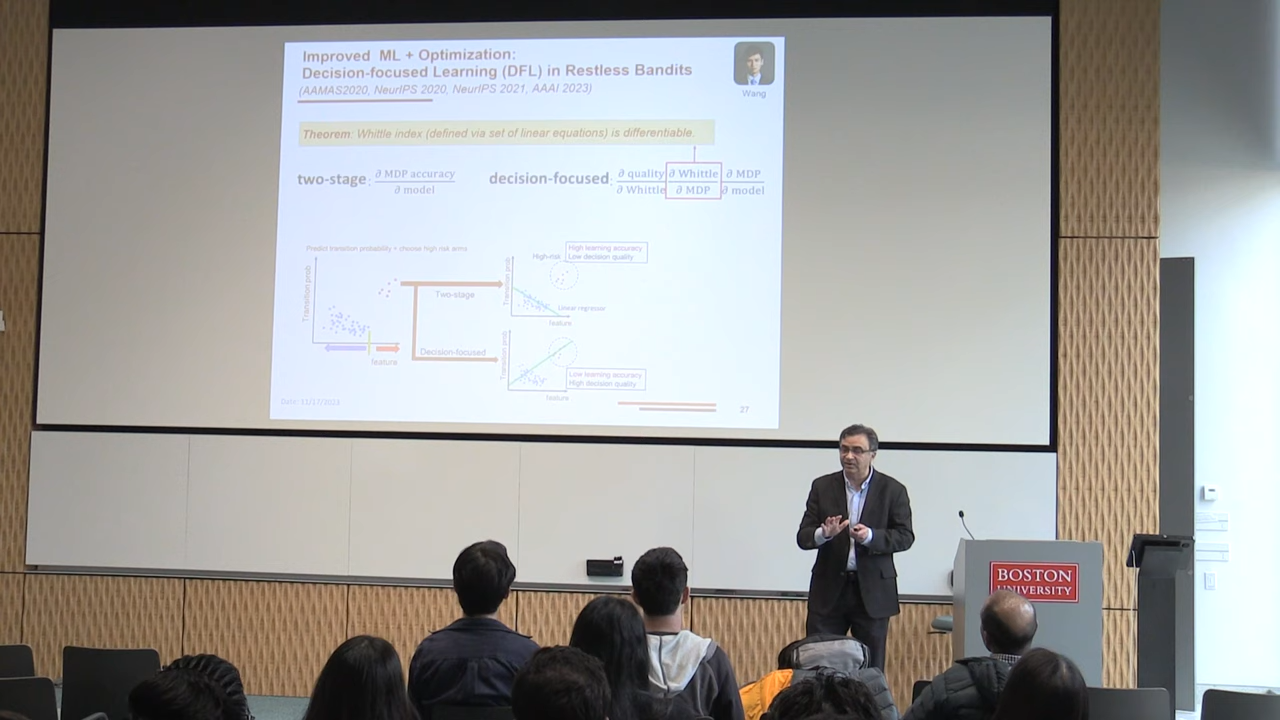 Improved ML + Optimization:
Decision-focused Learning (DFL) in Restless Bandits
(AAMAS2020, NeurIPS 2020, NeurIPS 2021, AAAI 2023)
Wang
Theorem: Whittle index (defined via set of linear equations) is differentiable.
two-stage: ∂ MDP accuracy
∂ model
decision-focused: ∂ quality ∂ Whittle ∂ MDP
∂ Whittle ∂ MDP ∂ model
Predict transition probability + choose high risk arms
Transition prob
feature
Two-stage
Decision-focused
High-risk
High learning accuracy
Low decision quality
Transition prob
Linear regressor
feature
Transition prob
Low learning accuracy
High decision quality
feature
27
BOSTON
UNIVERSITY